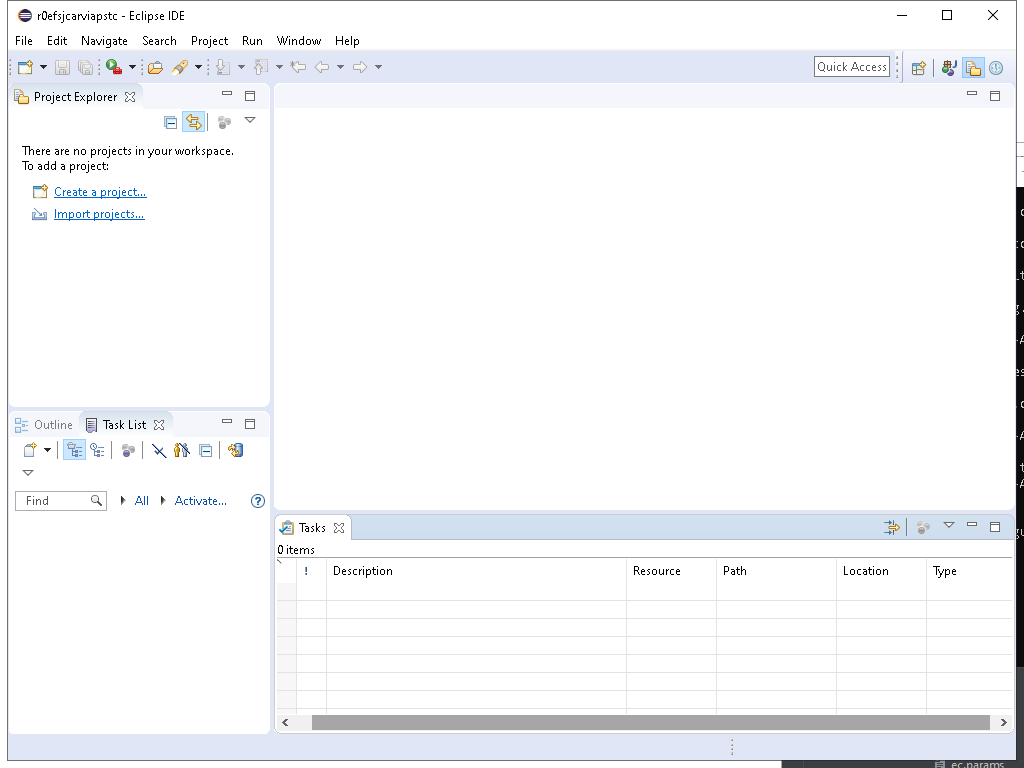 r0efsjcarviapstc - Eclipse IDE
File Edit Navigate Search Project Run Window Help
Quick Access
Project Explorer
There are no projects in your workspace.
To add a project:
Create a project...
Import projects...
Outline Task List
Find All Activate...
Tasks
0 items
! Description Resource Path Location Type
ec.params